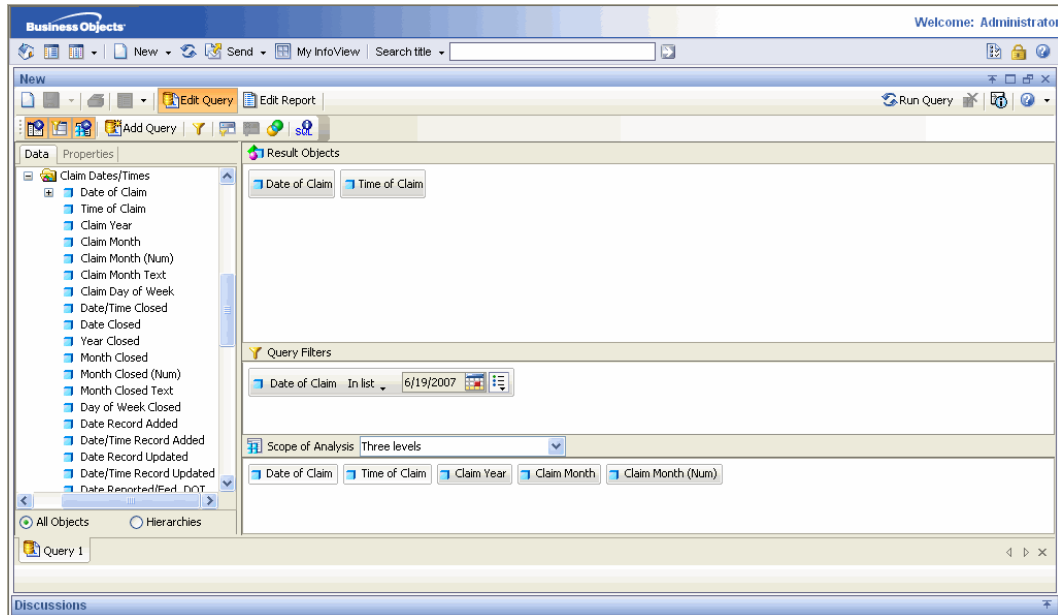 Business Objects
Welcome: Administrator
New Send My InfoView Search title
New
Edit Query Edit Report Run Query
Add Query SQL
Data Properties
Result Objects
Claim Dates/Times
Date of Claim
Time of Claim
Claim Year
Claim Month
Claim Month (Num)
Claim Month Text
Claim Day of Week
Date/Time Closed
Date Closed
Year Closed
Month Closed
Month Closed (Num)
Month Closed Text
Day of Week Closed
Date Record Added
Date/Time Record Added
Date Record Updated
Date/Time Record Updated
Date Reported/Fed. DOT
All Objects Hierarchies
Date of Claim Time of Claim
Query Filters
Date of Claim In list 6/19/2007
Scope of Analysis Three levels
Date of Claim Time of Claim Claim Year Claim Month Claim Month (Num)
Query 1
Discussions